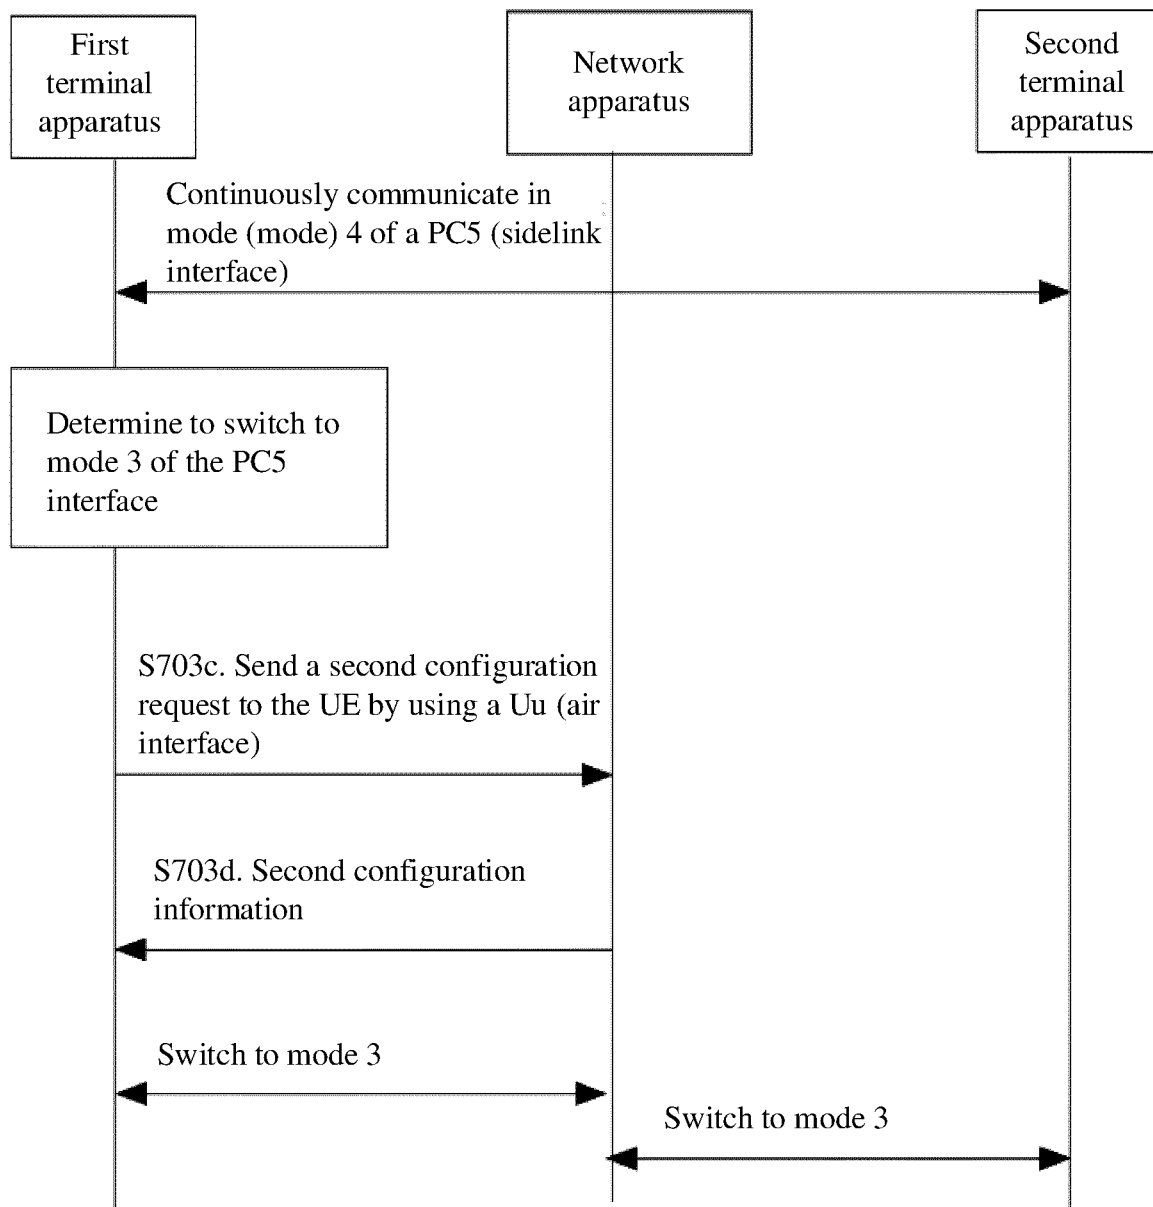 First
terminal
apparatus
Network
apparatus
Second
terminal
apparatus
Continuously communicate in
mode (mode) 4 of a PC5 (sidelink
interface)
Determine to switch to
mode 3 of the PC5
interface
S703c. Send a second configuration
request to the UE by using a Uu (air
interface)
S703d. Second configuration
information
Switch to mode 3
Switch to mode 3